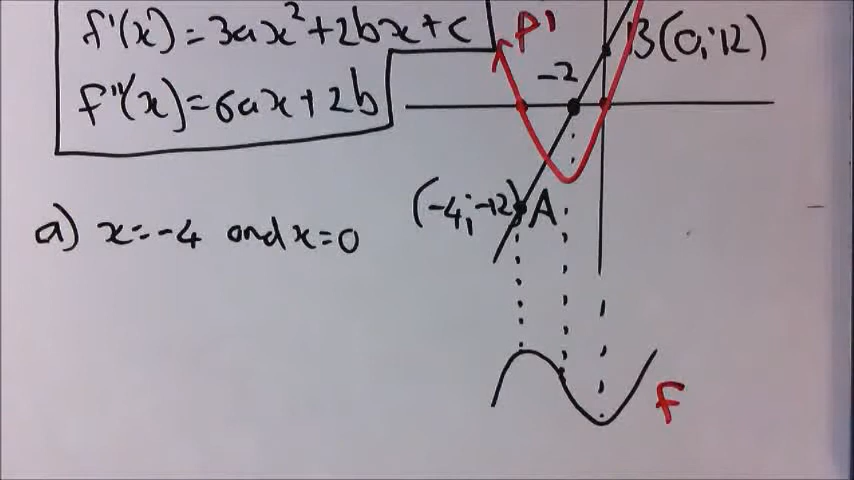 f'(x)=3ax²+2bx+c
f''(x)=6ax+2b
f'
B(0;12)
-2
(-4;-12) A
a) x=-4 and x=0
f